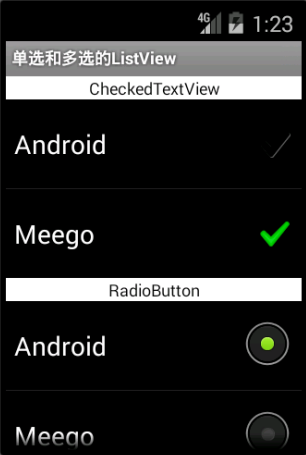 4G 1:23
单选和多选的ListView
CheckedTextView
Android
Meego
RadioButton
Android
Meego